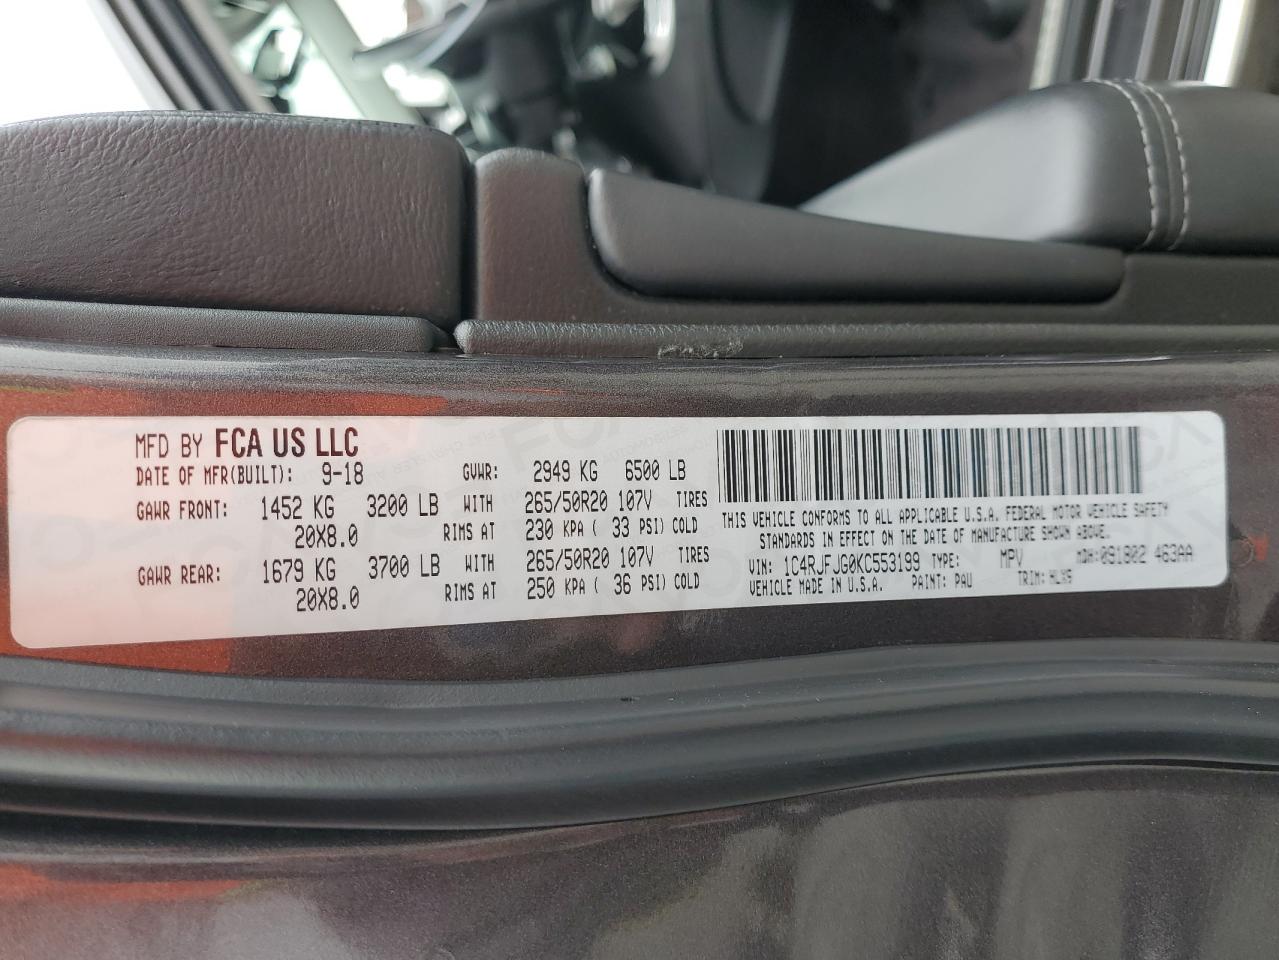 MFD BY FCA US LLC
DATE OF MFR(BUILT): 9-18 GVWR: 2949 KG 6500 LB
GAWR FRONT: 1452 KG 3200 LB WITH 265/50R20 107V TIRES
20X8.0 RIMS AT 230 KPA ( 33 PSI) COLD
GAWR REAR: 1679 KG 3700 LB WITH 265/50R20 107V TIRES
20X8.0 RIMS AT 250 KPA ( 36 PSI) COLD
THIS VEHICLE CONFORMS TO ALL APPLICABLE U.S.A. FEDERAL MOTOR VEHICLE SAFETY
STANDARDS IN EFFECT ON THE DATE OF MANUFACTURE SHOWN ABOVE.
VIN: 1C4RJFJG0KC553199 TYPE: MPV MDH: 091802 463AA
VEHICLE MADE IN U.S.A. PAINT: PAU TRIM: